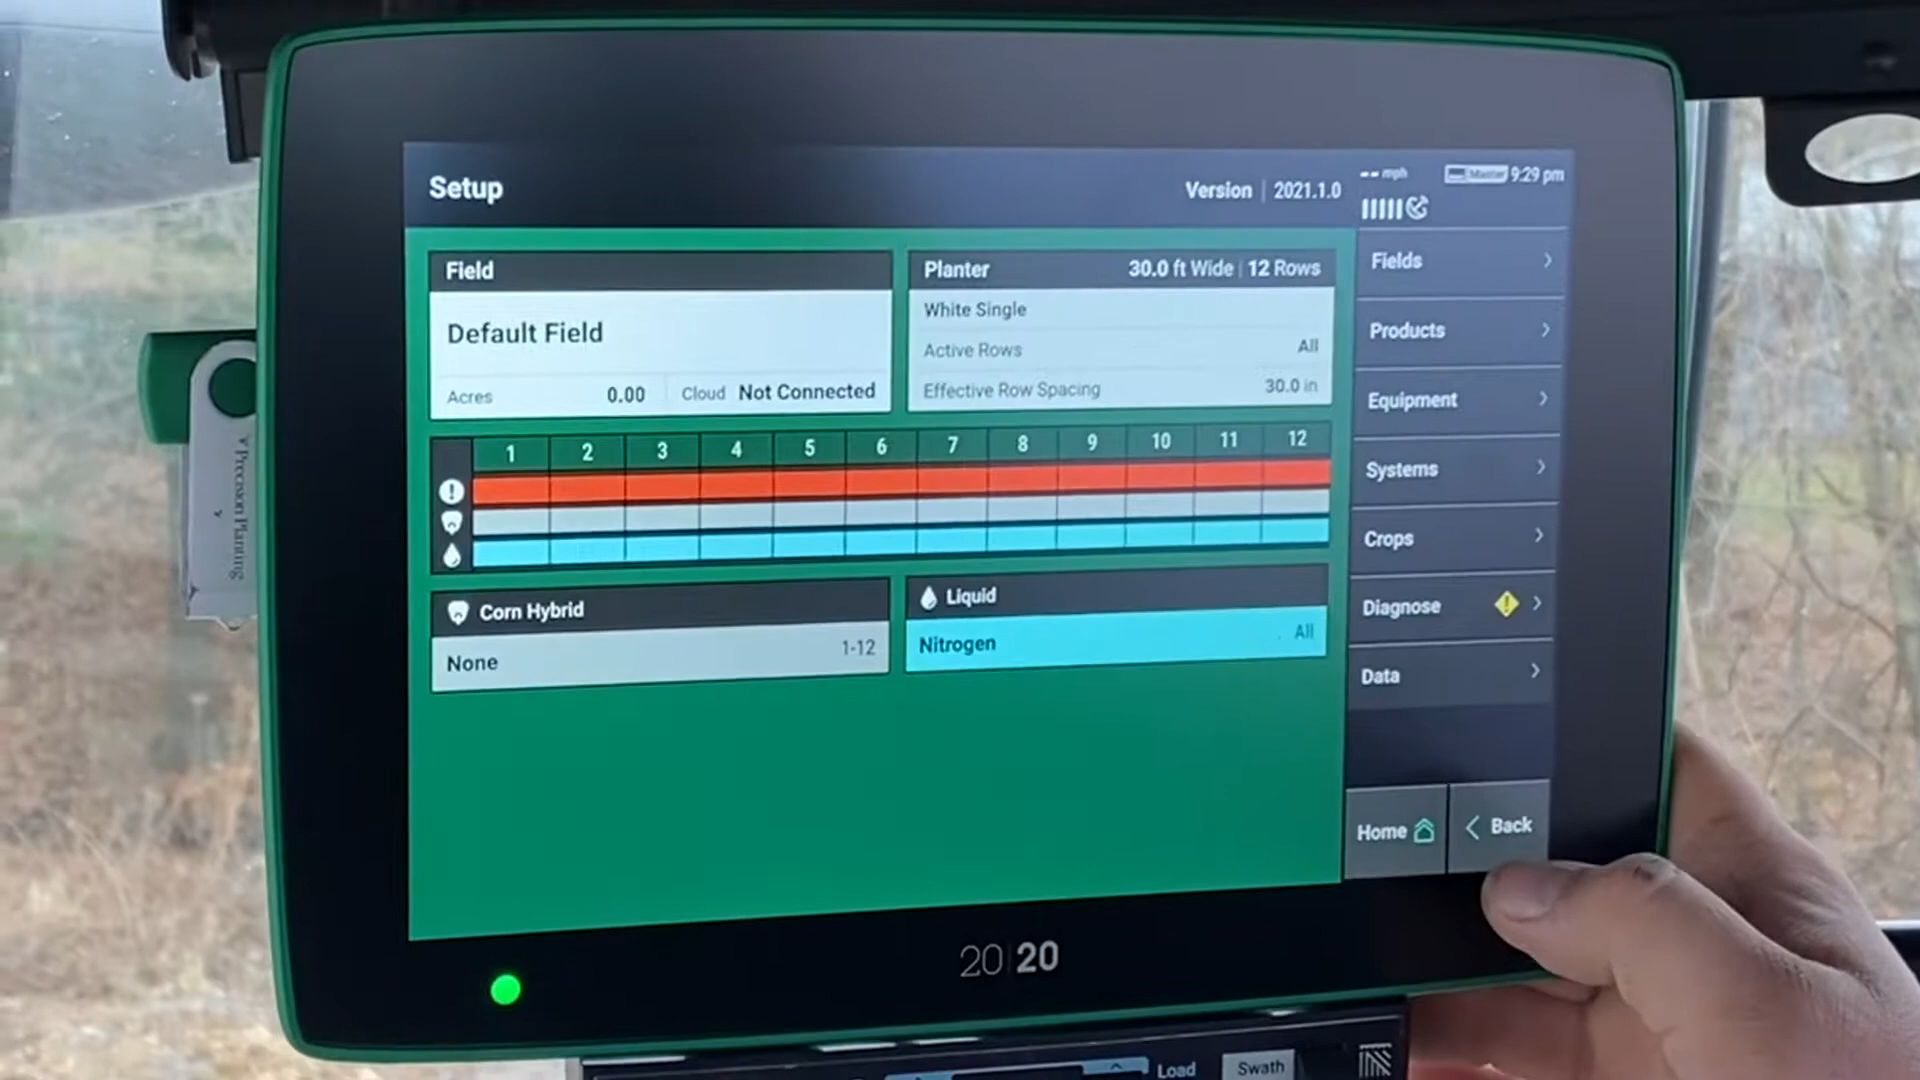 Setup
Version | 2021.1.0
-- mph
Master
9:29 pm
Field
Default Field
Acres 0.00
Cloud Not Connected
Planter
30.0 ft Wide | 12 Rows
White Single
Active Rows All
Effective Row Spacing 30.0 in
1 2 3 4 5 6 7 8 9 10 11 12
Corn Hybrid
None 1-12
Liquid
Nitrogen All
Fields
Products
Equipment
Systems
Crops
Diagnose
Data
Home
Back
20|20
Precision Planting
Load
Swath